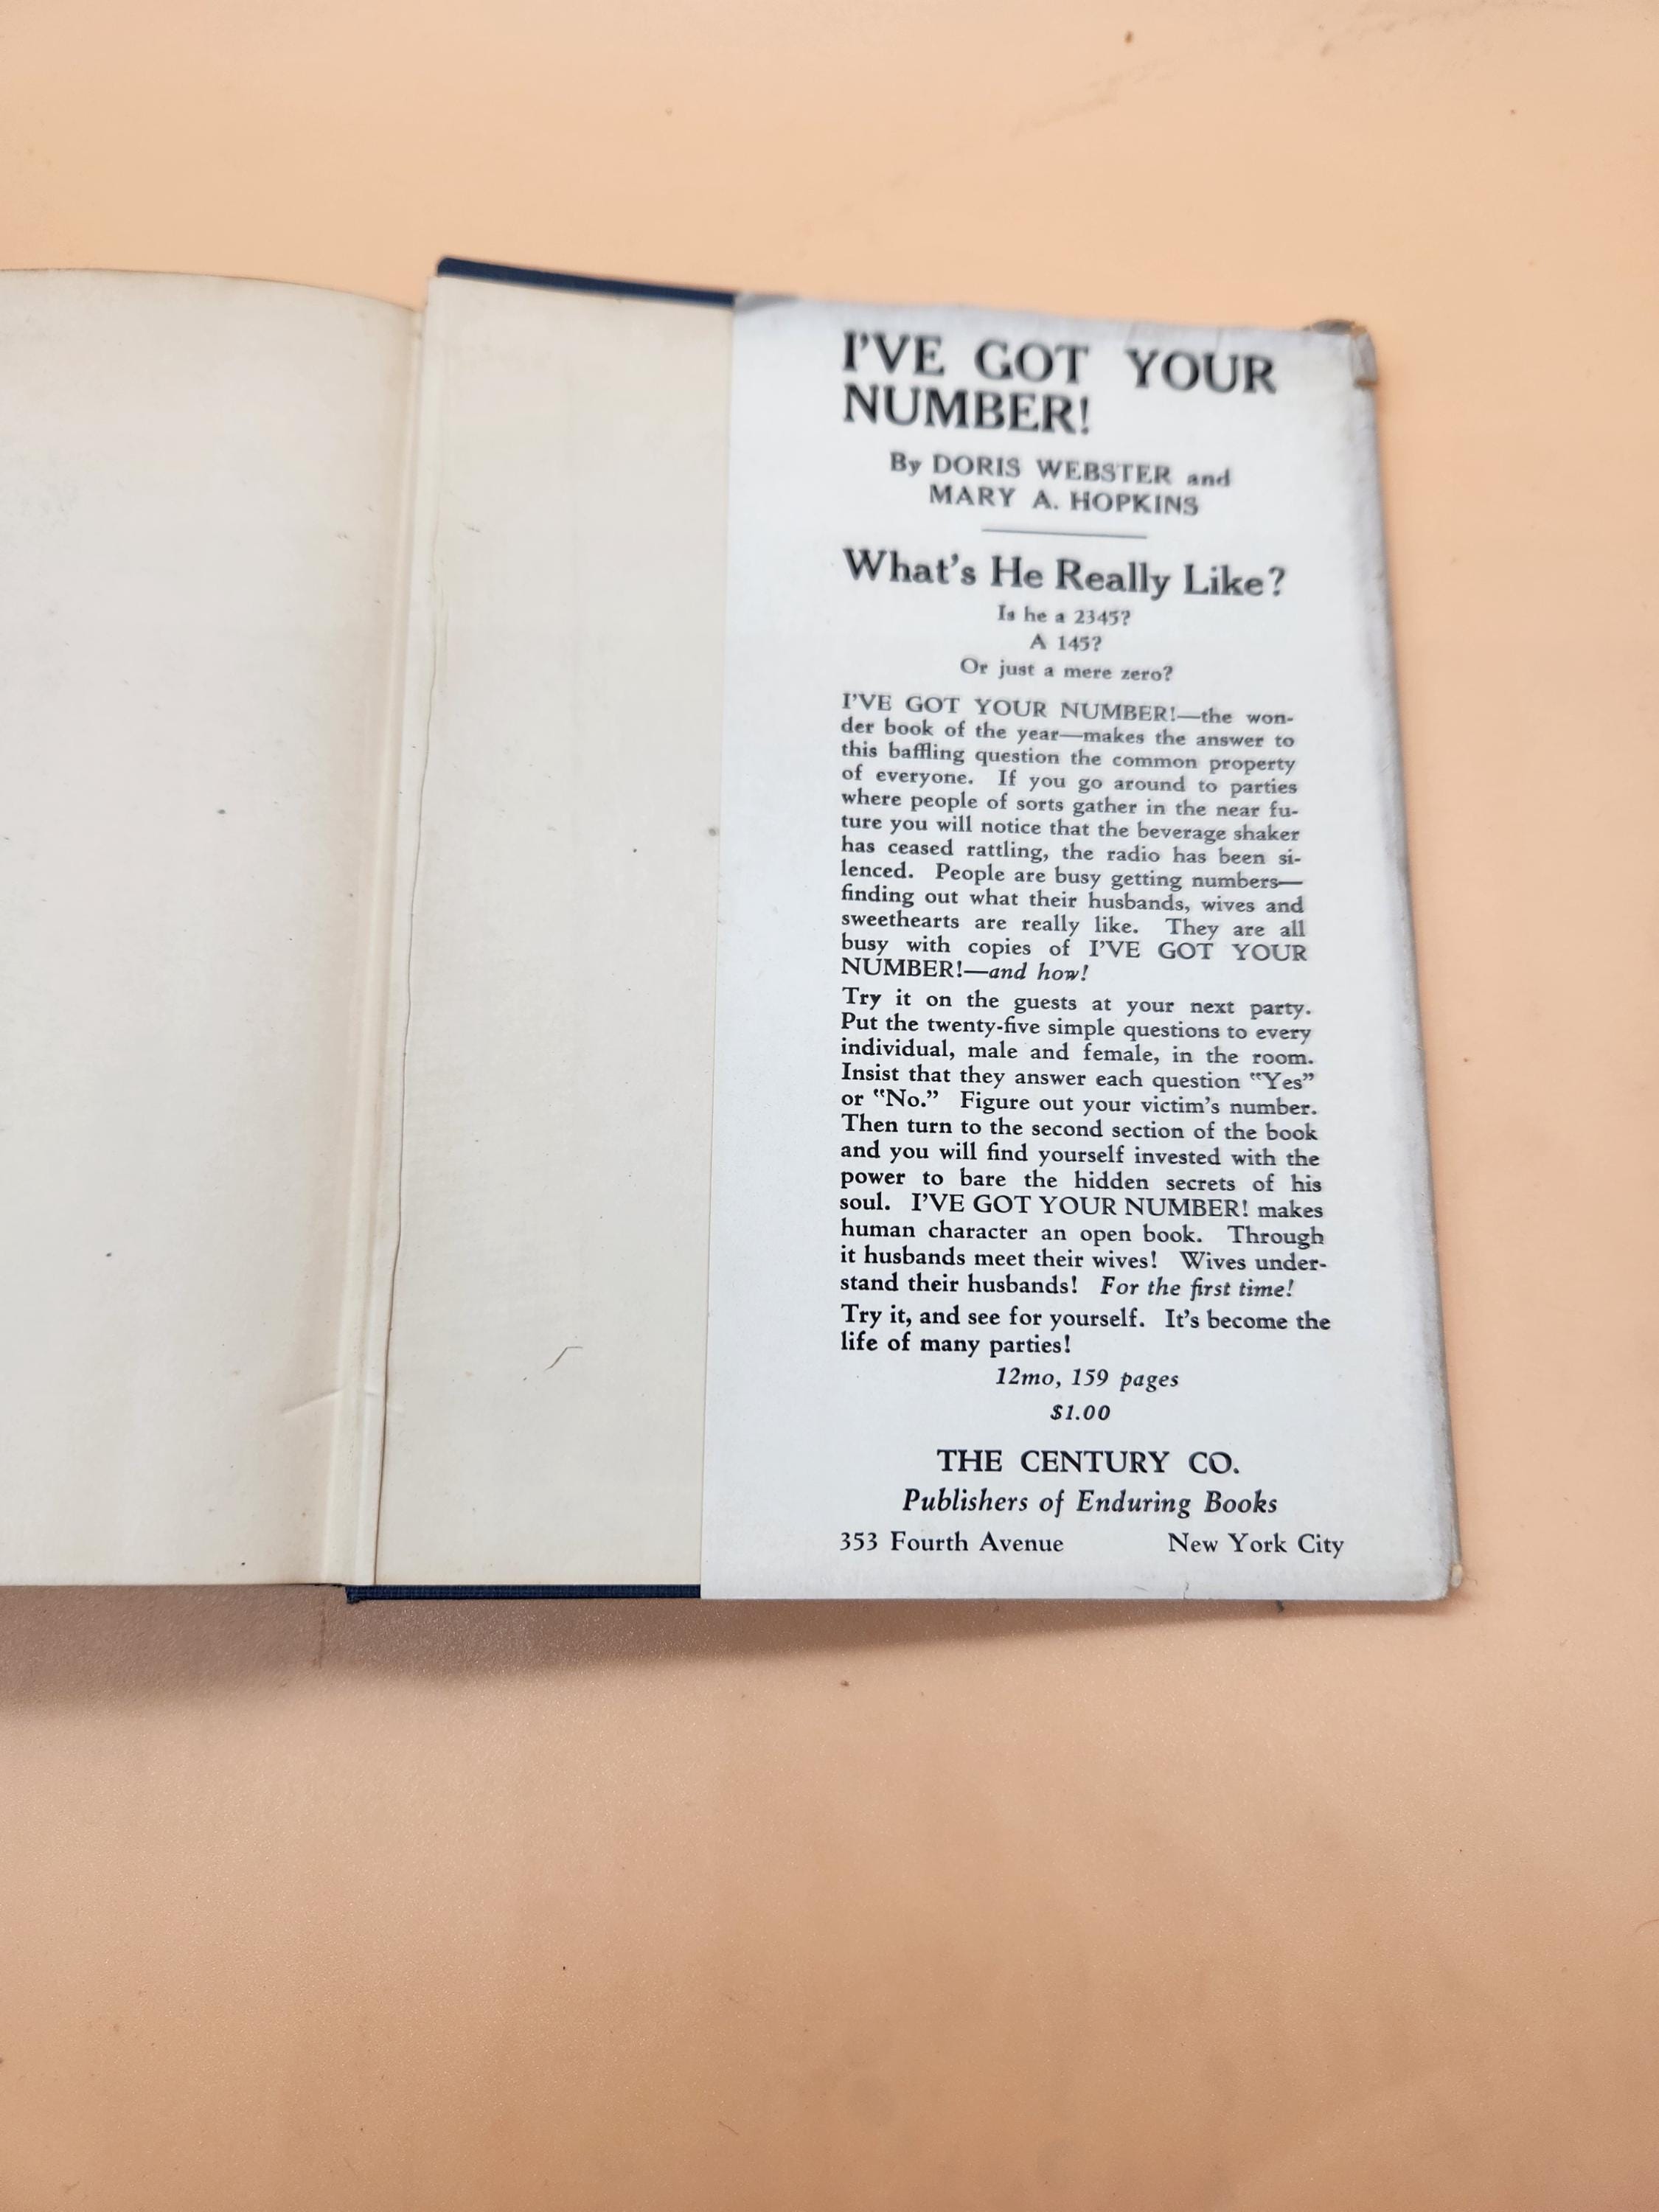 I'VE GOT YOUR
NUMBER!
By DORIS WEBSTER and
MARY A. HOPKINS
What's He Really Like?
Is he a 2345?
A 145?
Or just a mere zero?
I'VE GOT YOUR NUMBER!—the won-
der book of the year—makes the answer to
this baffling question the common property
of everyone. If you go around to parties
where people of sorts gather in the near fu-
ture you will notice that the beverage shaker
has ceased rattling, the radio has been si-
lenced. People are busy getting numbers—
finding out what their husbands, wives and
sweethearts are really like. They are all
busy with copies of I'VE GOT YOUR
NUMBER!—and how!
Try it on the guests at your next party.
Put the twenty-five simple questions to every
individual, male and female, in the room.
Insist that they answer each question "Yes"
or "No." Figure out your victim's number.
Then turn to the second section of the book
and you will find yourself invested with the
power to bare the hidden secrets of his
soul. I'VE GOT YOUR NUMBER! makes
human character an open book. Through
it husbands meet their wives! Wives under-
stand their husbands! For the first time!
Try it, and see for yourself. It's become the
life of many parties!
12mo, 159 pages
$1.00
THE CENTURY CO.
Publishers of Enduring Books
353 Fourth Avenue New York City